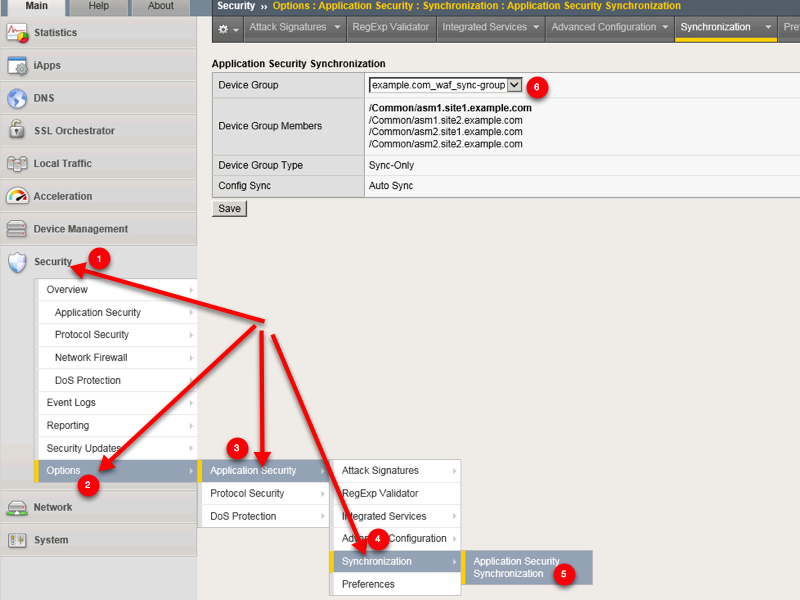 Main
Help
About
Security ›› Options : Application Security : Synchronization : Application Security Synchronization
Attack Signatures
RegExp Validator
Integrated Services
Advanced Configuration
Synchronization
Statistics
iApps
DNS
SSL Orchestrator
Local Traffic
Acceleration
Device Management
Security
1
Overview
Application Security
Protocol Security
Network Firewall
DoS Protection
Event Logs
Reporting
Security Updates
Options
2
Network
System
Application Security Synchronization
Device Group
example.com_waf_sync-group
6
Device Group Members
/Common/asm1.site1.example.com
/Common/asm1.site2.example.com
/Common/asm2.site1.example.com
/Common/asm2.site2.example.com
Device Group Type
Sync-Only
Config Sync
Auto Sync
Save
3
Application Security
Protocol Security
DoS Protection
Attack Signatures
RegExp Validator
Integrated Services
4
Configuration
Synchronization
Preferences
Application Security
Synchronization
5